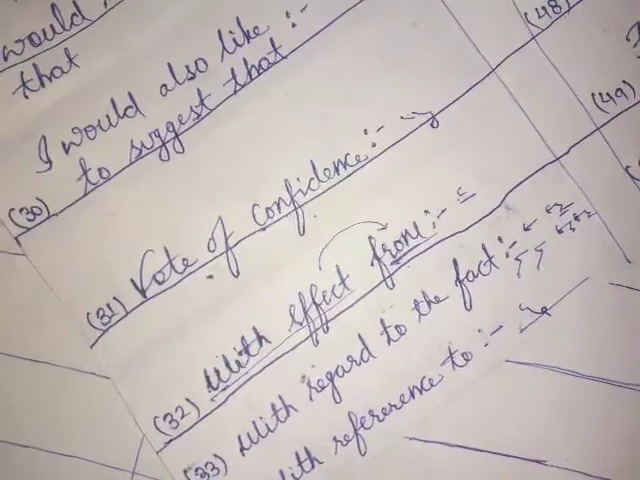 would
that
I would also like :-
(30) to suggest that
(31) Vote of Confidence:-
(32) With effect from:-
(33) With regard to the fact:-
with refererence to :-
(48)
(49)